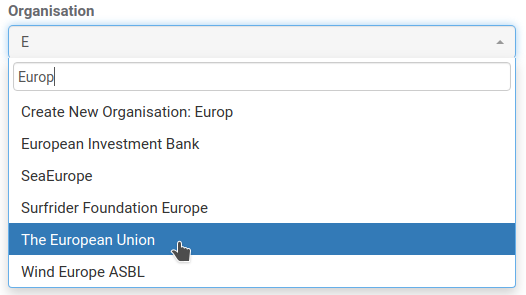 Organisation
E
Europ
Create New Organisation: Europ
European Investment Bank
SeaEurope
Surfrider Foundation Europe
The European Union
Wind Europe ASBL